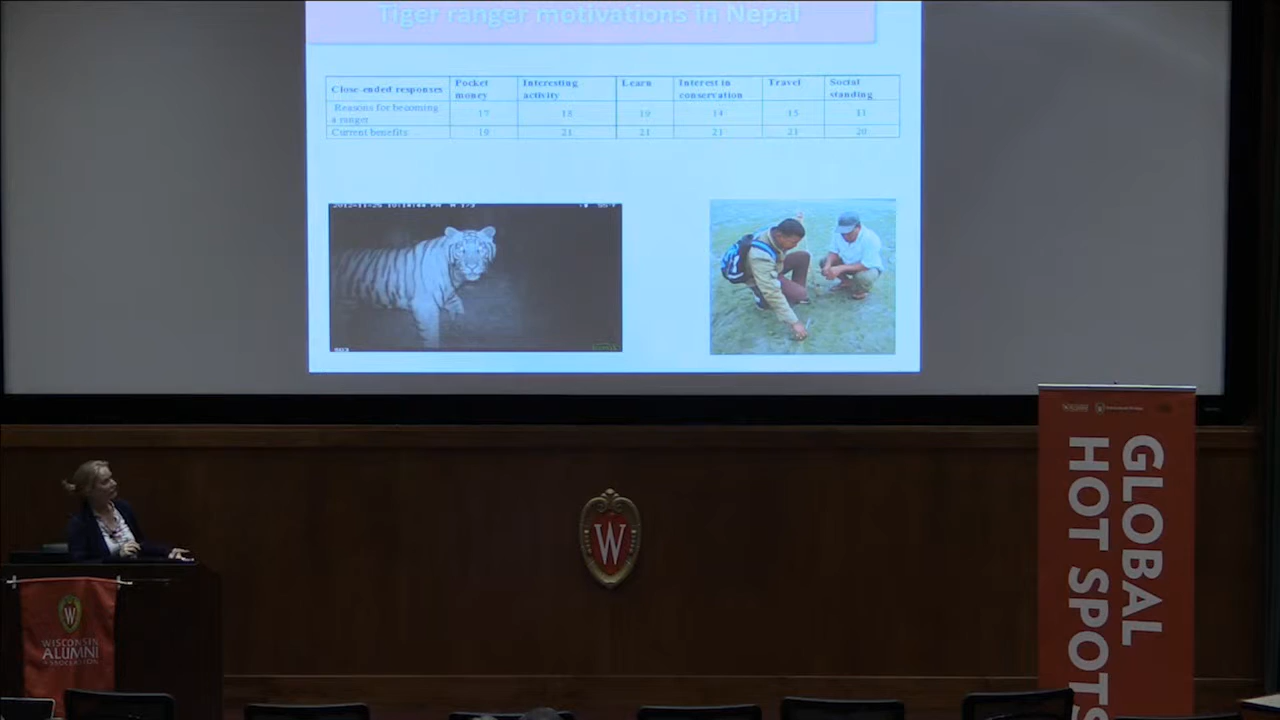 Tiger ranger motivations in Nepal
Close-ended responses Pocket money Interesting activity Learn Interest in conservation Travel Social standing
Reasons for becoming a ranger 17 18 19 14 15 11
Current benefits 19 21 21 21 21 20
W
GLOBAL
HOT SPOTS
W
WISCONSIN
ALUMNI
ASSOCIATION